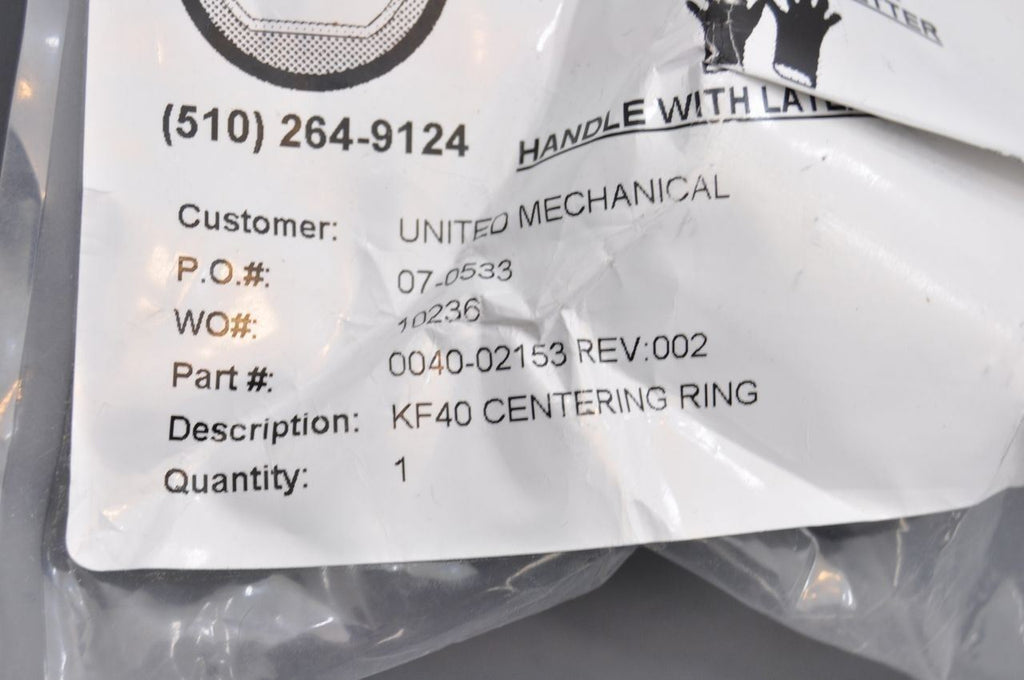 (510) 264-9124
HANDLE WITH
Customer: UNITED MECHANICAL
P.O.#: 07-0533
WO#: 10236
Part #: 0040-02153 REV:002
Description: KF40 CENTERING RING
Quantity: 1